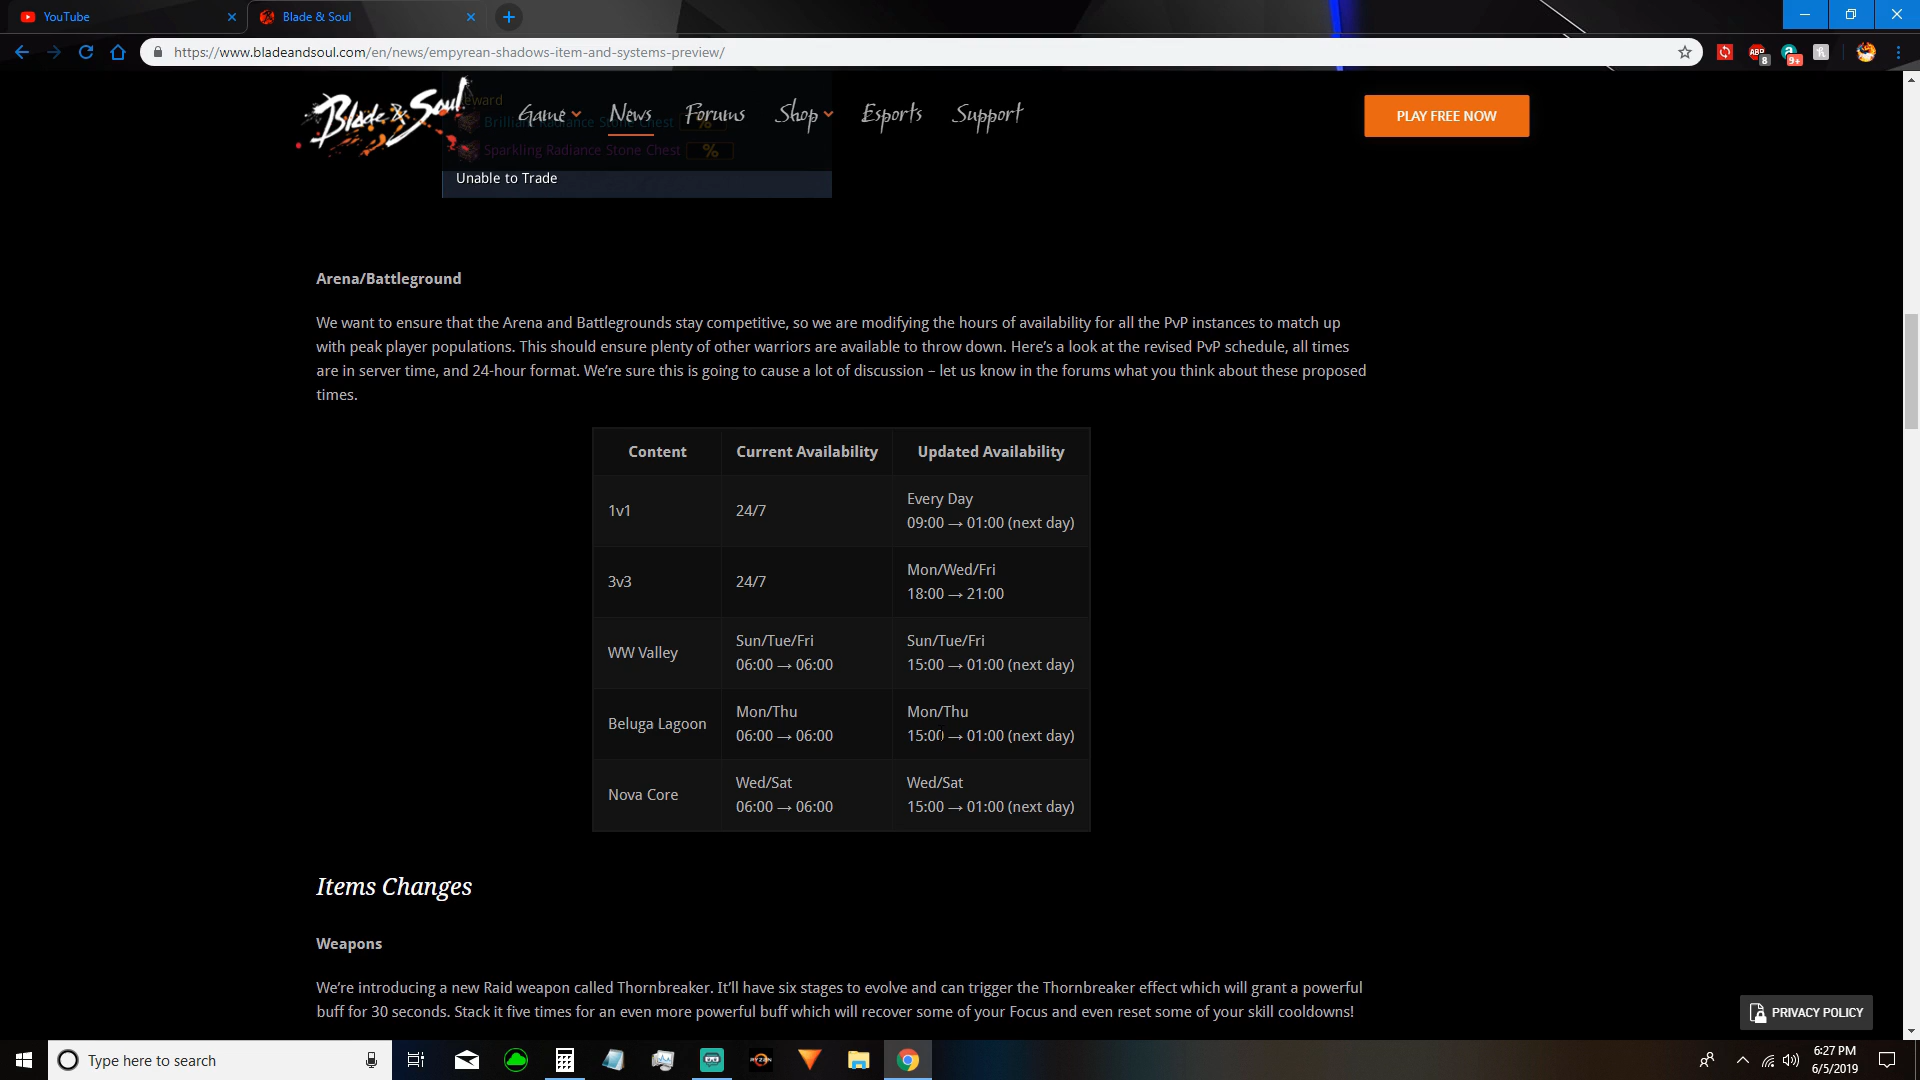 YouTube
Blade & Soul
https://www.bladeandsoul.com/en/news/empyrean-shadows-item-and-systems-preview/
ABP
8
9+
Blade & Soul
Game
News
Forums
Shop
Esports
Support
PLAY FREE NOW
Reward
Brilliant Radiance Stone Chest %
Sparkling Radiance Stone Chest %
Unable to Trade
Arena/Battleground
We want to ensure that the Arena and Battlegrounds stay competitive, so we are modifying the hours of availability for all the PvP instances to match up
with peak player populations. This should ensure plenty of other warriors are available to throw down. Here’s a look at the revised PvP schedule, all times
are in server time, and 24-hour format. We’re sure this is going to cause a lot of discussion – let us know in the forums what you think about these proposed
times.
Content Current Availability Updated Availability
1v1
24/7
Every Day
09:00 → 01:00 (next day)
3v3
24/7
Mon/Wed/Fri
18:00 → 21:00
WW Valley
Sun/Tue/Fri
06:00 → 06:00
Sun/Tue/Fri
15:00 → 01:00 (next day)
Beluga Lagoon
Mon/Thu
06:00 → 06:00
Mon/Thu
15:00 → 01:00 (next day)
Nova Core
Wed/Sat
06:00 → 06:00
Wed/Sat
15:00 → 01:00 (next day)
Items Changes
Weapons
We’re introducing a new Raid weapon called Thornbreaker. It’ll have six stages to evolve and can trigger the Thornbreaker effect which will grant a powerful
buff for 30 seconds. Stack it five times for an even more powerful buff which will recover some of your Focus and even reset some of your skill cooldowns!
PRIVACY POLICY
Type here to search
RYZEN
6:27 PM
6/5/2019